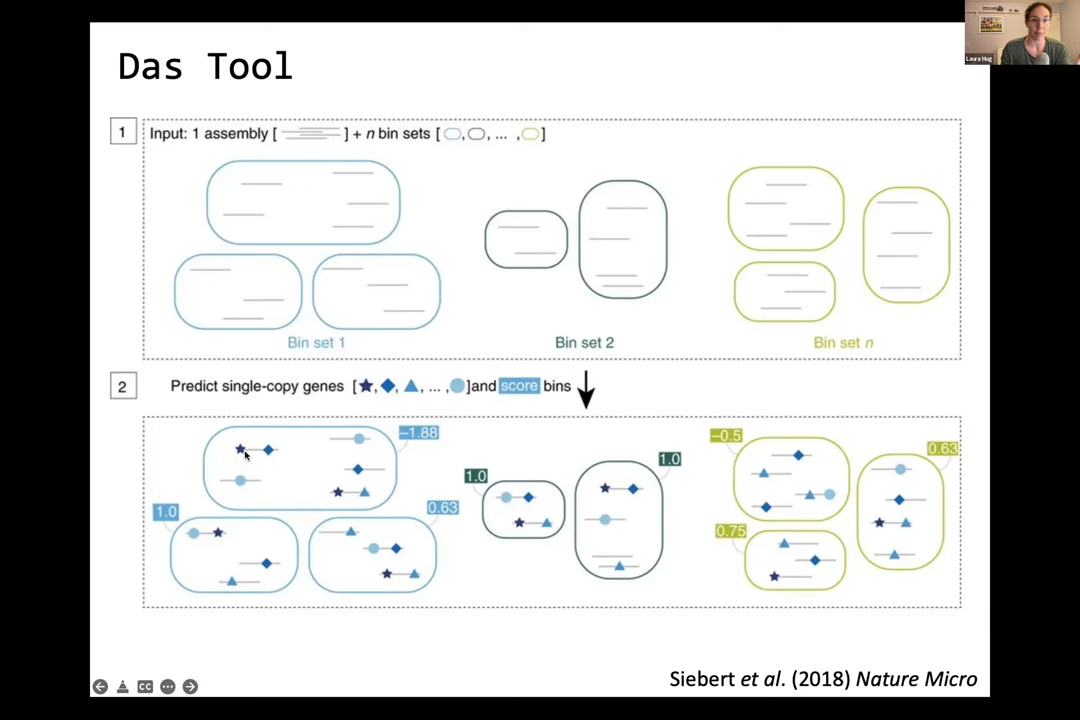 Das Tool
1
Input: 1 assembly [ ] + n bin sets [ , , ... , ]
Bin set 1
Bin set 2
Bin set n
2
Predict single-copy genes [ , , , ... , ]and score bins
−1.88
1.0
0.63
1.0
1.0
−0.5
0.63
0.75
Siebert et al. (2018) Nature Micro
CC
Laura Hug